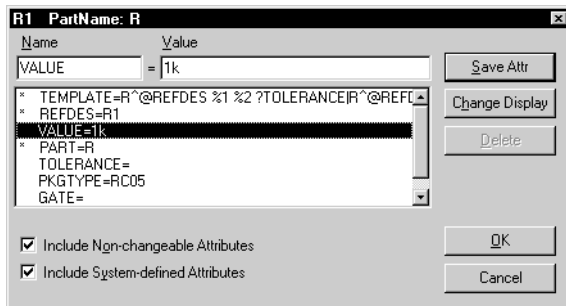 R1 PartName: R
Name Value
VALUE = 1k
Save Attr
* TEMPLATE=R^@REFDES %1 %2 ?TOLERANCE|R^@REFD
* REFDES=R1
VALUE=1k
* PART=R
TOLERANCE=
PKGTYPE=RC05
GATE=
Change Display
Delete
Include Non-changeable Attributes
Include System-defined Attributes
OK
Cancel